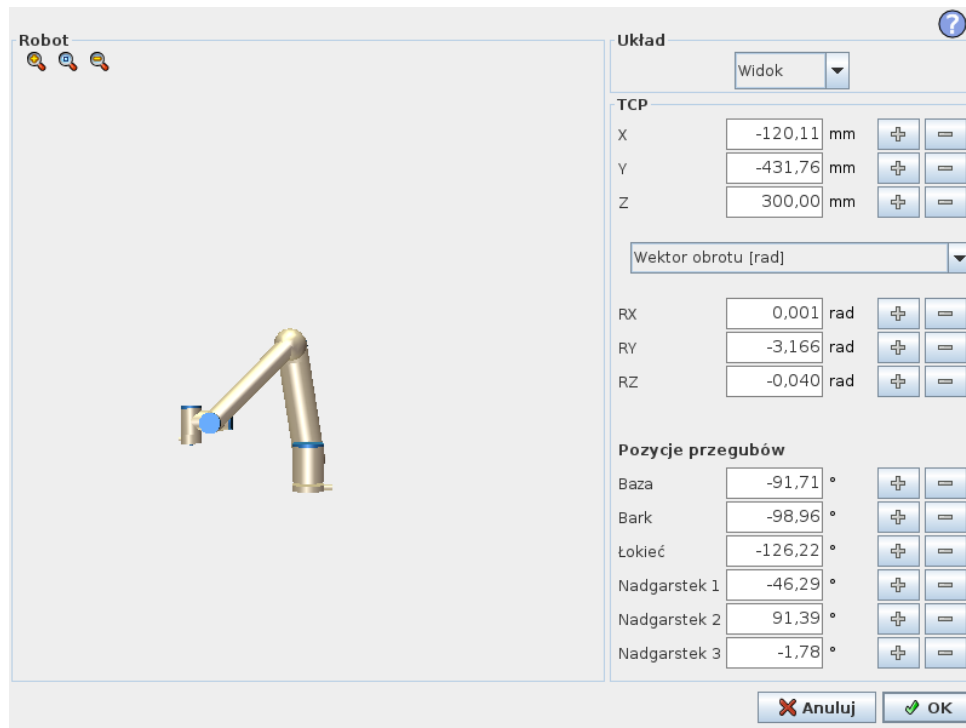 Robot
Układ
Widok
TCP
X -120,11 mm
Y -431,76 mm
Z 300,00 mm
Wektor obrotu [rad]
RX 0,001 rad
RY -3,166 rad
RZ -0,040 rad
Pozycje przegubów
Baza -91,71 °
Bark -98,96 °
Łokieć -126,22 °
Nadgarstek 1 -46,29 °
Nadgarstek 2 91,39 °
Nadgarstek 3 -1,78 °
Anuluj OK